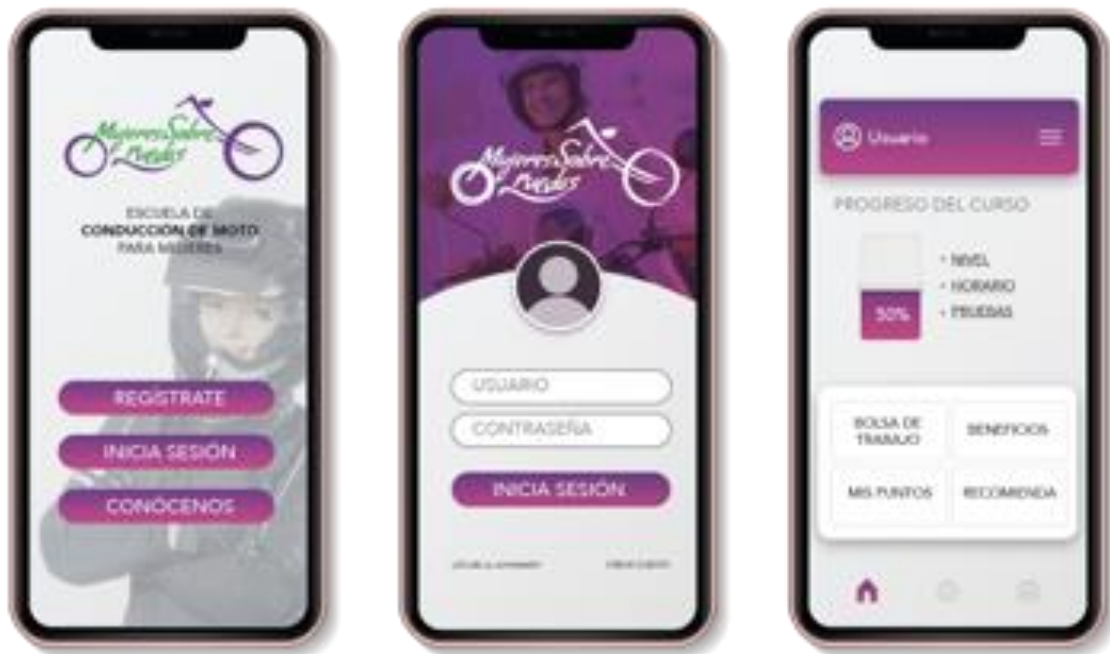 Mujeres Sobre
Ruedas
ESCUELA DE
CONDUCCIÓN DE MOTO
PARA MUJERES
REGÍSTRATE
INICIA SESIÓN
CONÓCENOS
Mujeres Sobre
Ruedas
USUARIO
CONTRASEÑA
INICIA SESIÓN
Usuario
PROGRESO DEL CURSO
50%
• NIVEL
• HORARIO
• PRUEBAS
BOLSA DE
TRABAJO
BENEFICIOS
MIS PUNTOS
RECOMIENDA